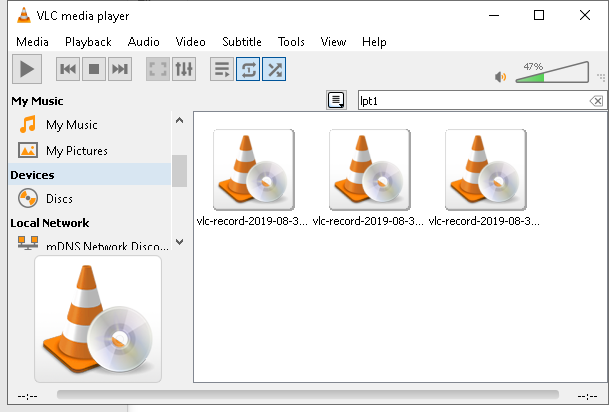 VLC media player
Media Playback Audio Video Subtitle Tools View Help
47%
My Music
lpt1
My Music
My Pictures
Devices
Discs
Local Network
mDNS Network Disco...
vlc-record-2019-08-3... vlc-record-2019-08-3... vlc-record-2019-08-3...
--:-- --:--